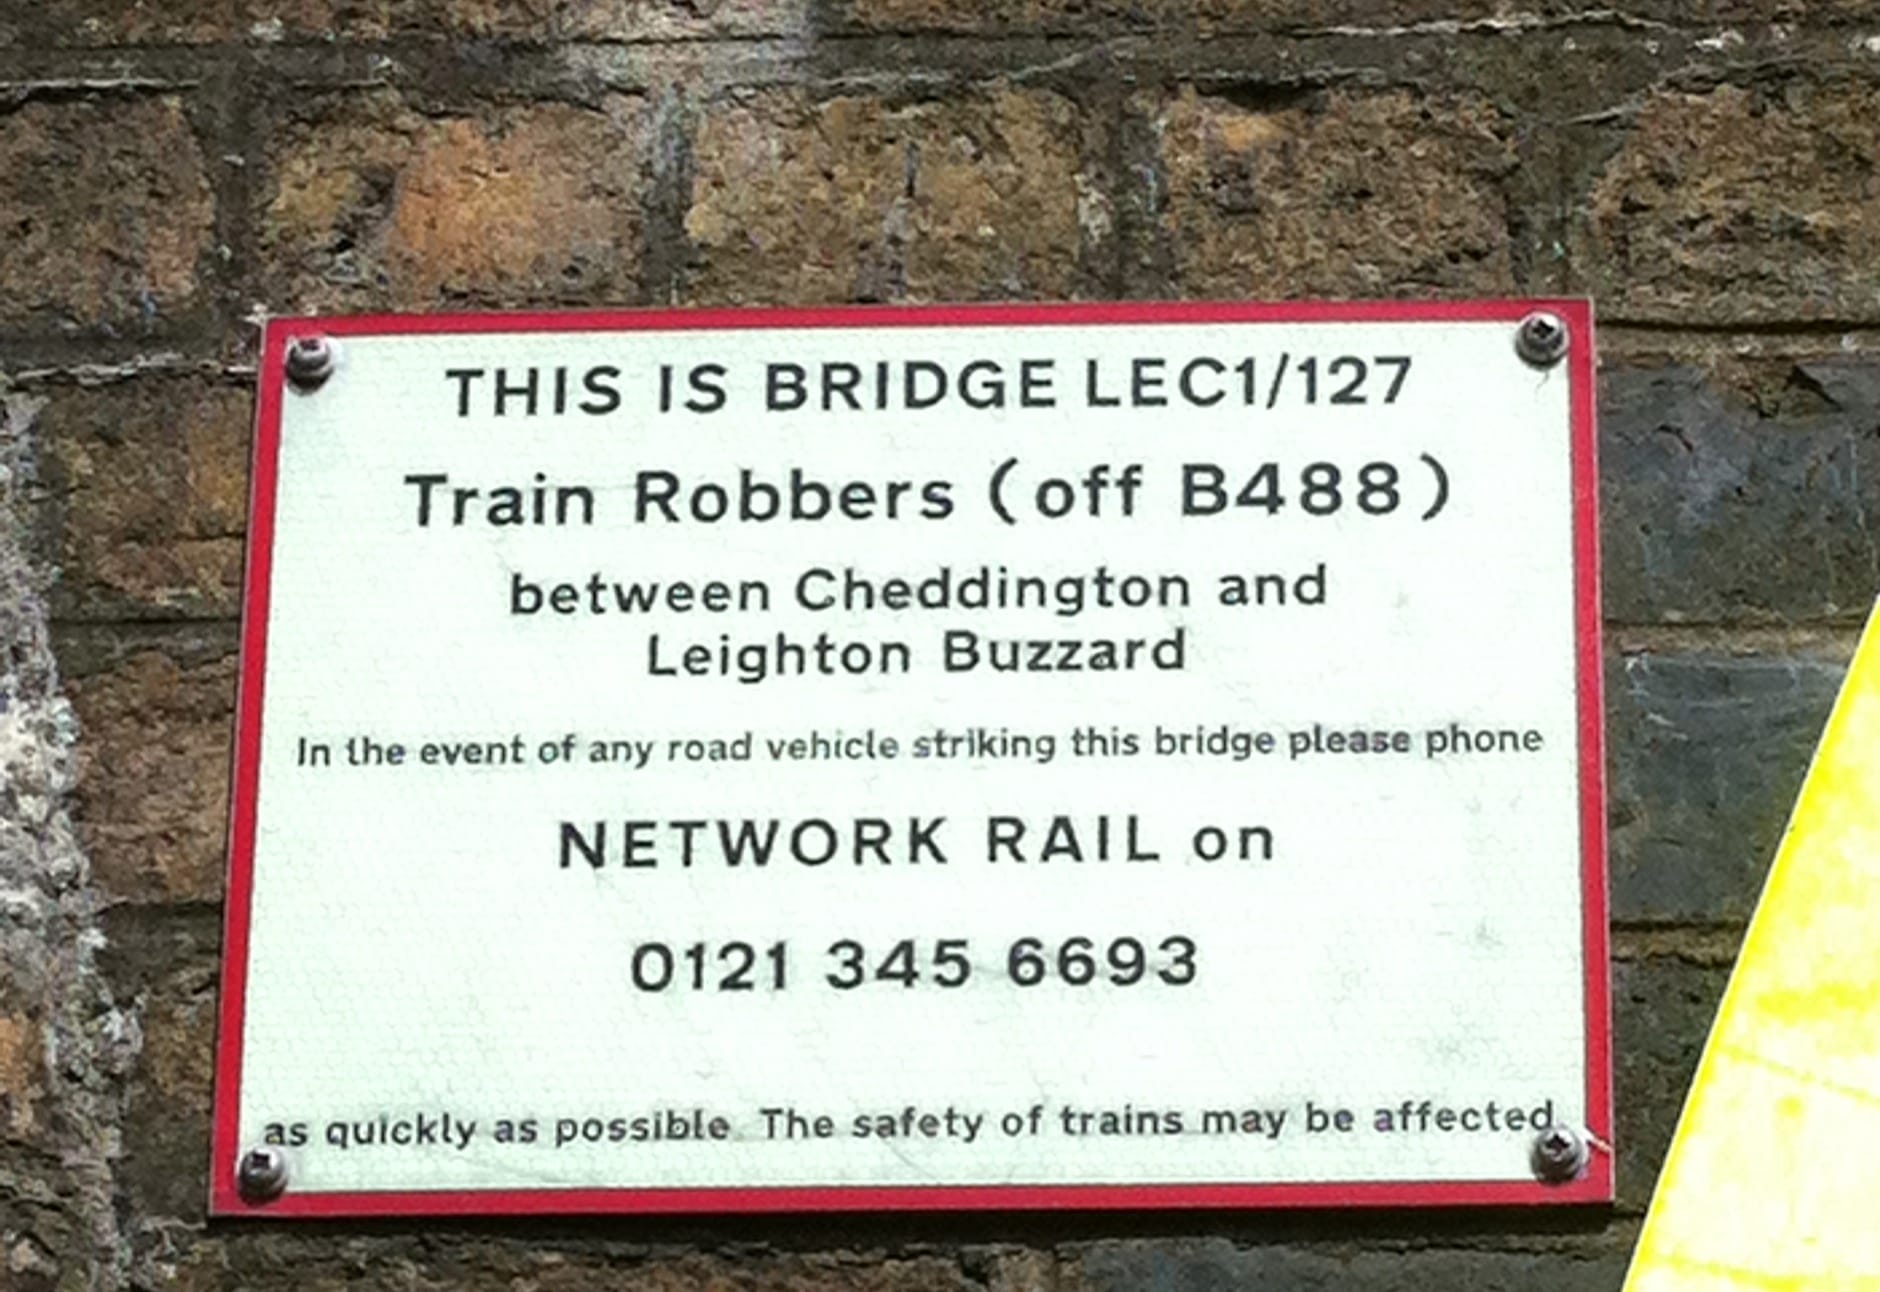 THIS IS BRIDGE LEC1/127
Train Robbers (off B488)
between Cheddington and
Leighton Buzzard
In the event of any road vehicle striking this bridge please phone
NETWORK RAIL on
0121 345 6693
as quickly as possible. The safety of trains may be affected.